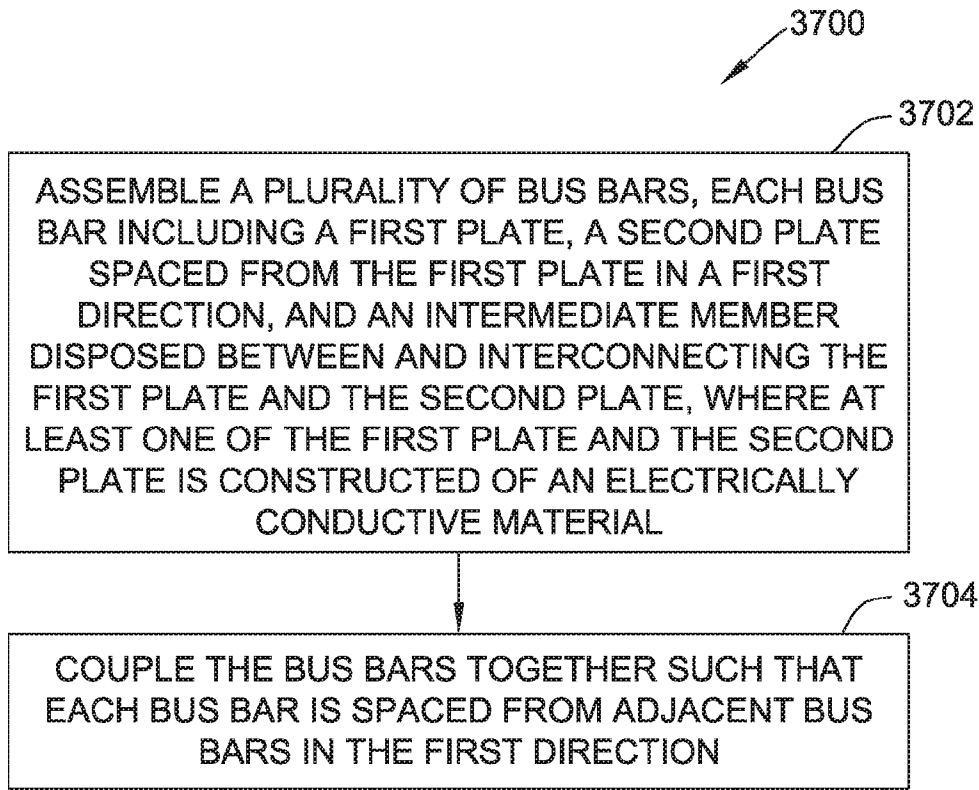 3700
3702
ASSEMBLE A PLURALITY OF BUS BARS, EACH BUS
BAR INCLUDING A FIRST PLATE, A SECOND PLATE
SPACED FROM THE FIRST PLATE IN A FIRST
DIRECTION, AND AN INTERMEDIATE MEMBER
DISPOSED BETWEEN AND INTERCONNECTING THE
FIRST PLATE AND THE SECOND PLATE, WHERE AT
LEAST ONE OF THE FIRST PLATE AND THE SECOND
PLATE IS CONSTRUCTED OF AN ELECTRICALLY
CONDUCTIVE MATERIAL
3704
COUPLE THE BUS BARS TOGETHER SUCH THAT
EACH BUS BAR IS SPACED FROM ADJACENT BUS
BARS IN THE FIRST DIRECTION